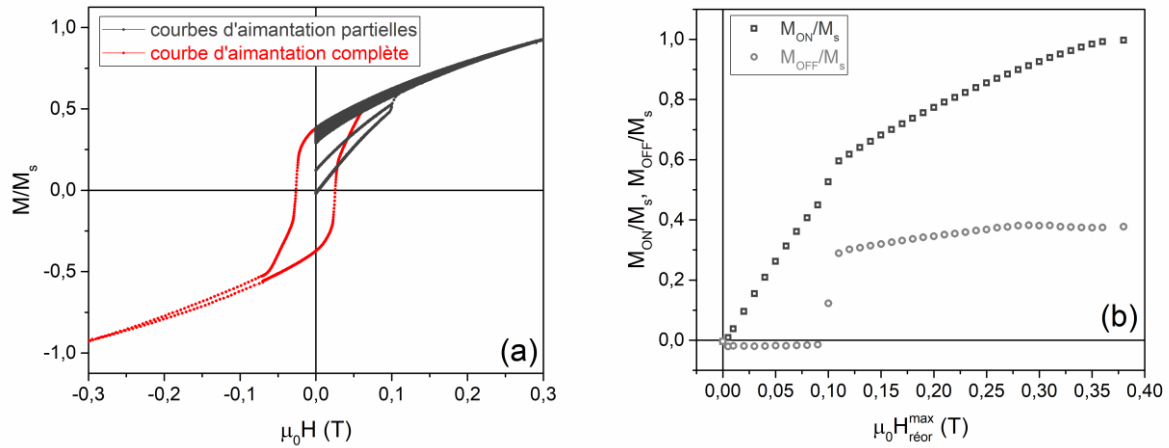 courbes d'aimantation partielles
courbe d'aimantation complète
1,0
0,5
0,0
-0,5
-1,0
M/Ms
-0,3 -0,2 -0,1 0,0 0,1 0,2 0,3
μ0H (T)
(a)
MON/Ms
MOFF/Ms
1,0
0,8
0,6
0,4
0,2
0,0
MON/Ms, MOFF/Ms
0,00 0,05 0,10 0,15 0,20 0,25 0,30 0,35 0,40
μ0Hmaxréor (T)
(b)